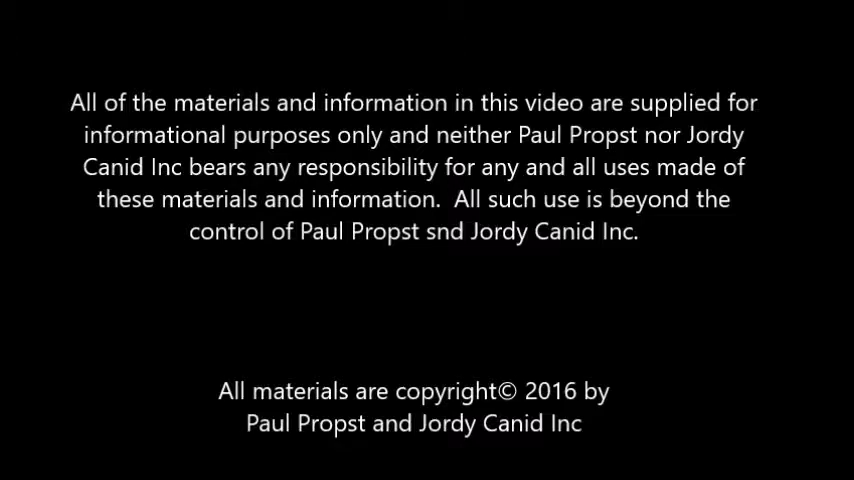 All of the materials and information in this video are supplied for
informational purposes only and neither Paul Propst nor Jordy
Canid Inc bears any responsibility for any and all uses made of
these materials and information.  All such use is beyond the
control of Paul Propst snd Jordy Canid Inc.
All materials are copyright© 2016 by
Paul Propst and Jordy Canid Inc